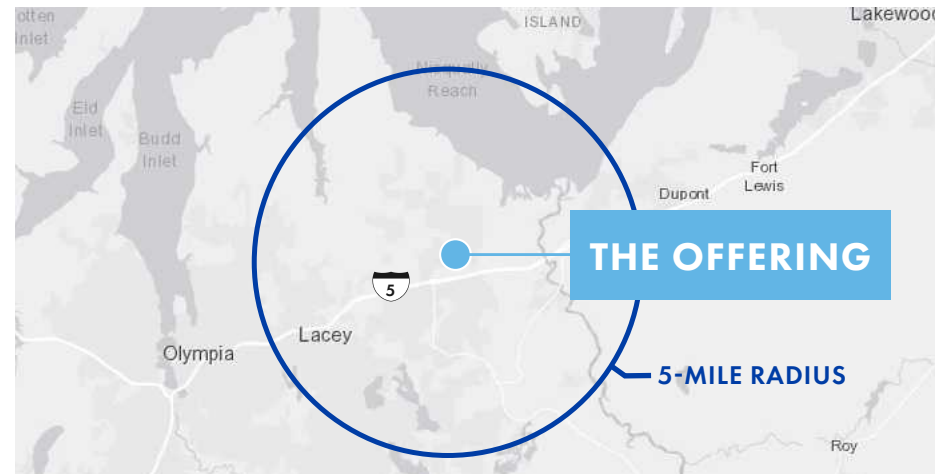 otten
Inlet
ISLAND
Lakewood
Nisqually
Reach
Eld
Inlet
Budd
Inlet
Fort
Lewis
Dupont
THE OFFERING
5
Lacey
Olympia
5-MILE RADIUS
Roy